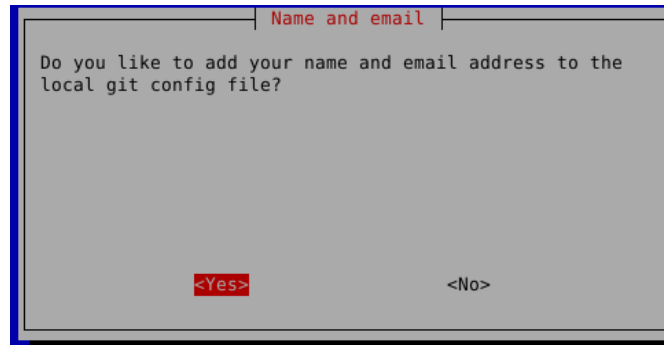 Name and email
Do you like to add your name and email address to the
local git config file?
<Yes> <No>